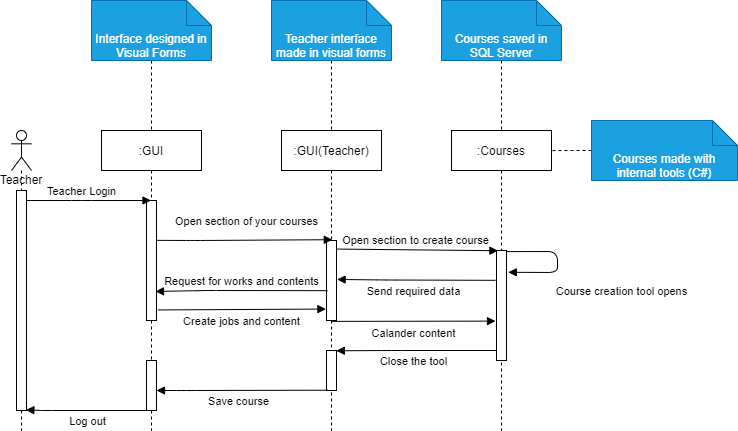 Interface designed in
Visual Forms
Teacher interface
made in visual forms
Courses saved in
SQL Server
:GUI
:GUI(Teacher)
:Courses
Courses made with
internal tools (C#)
Teacher
Teacher Login
Open section of your courses
Open section to create course
Request for works and contents
Send required data
Course creation tool opens
Create jobs and content
Calander content
Close the tool
Save course
Log out